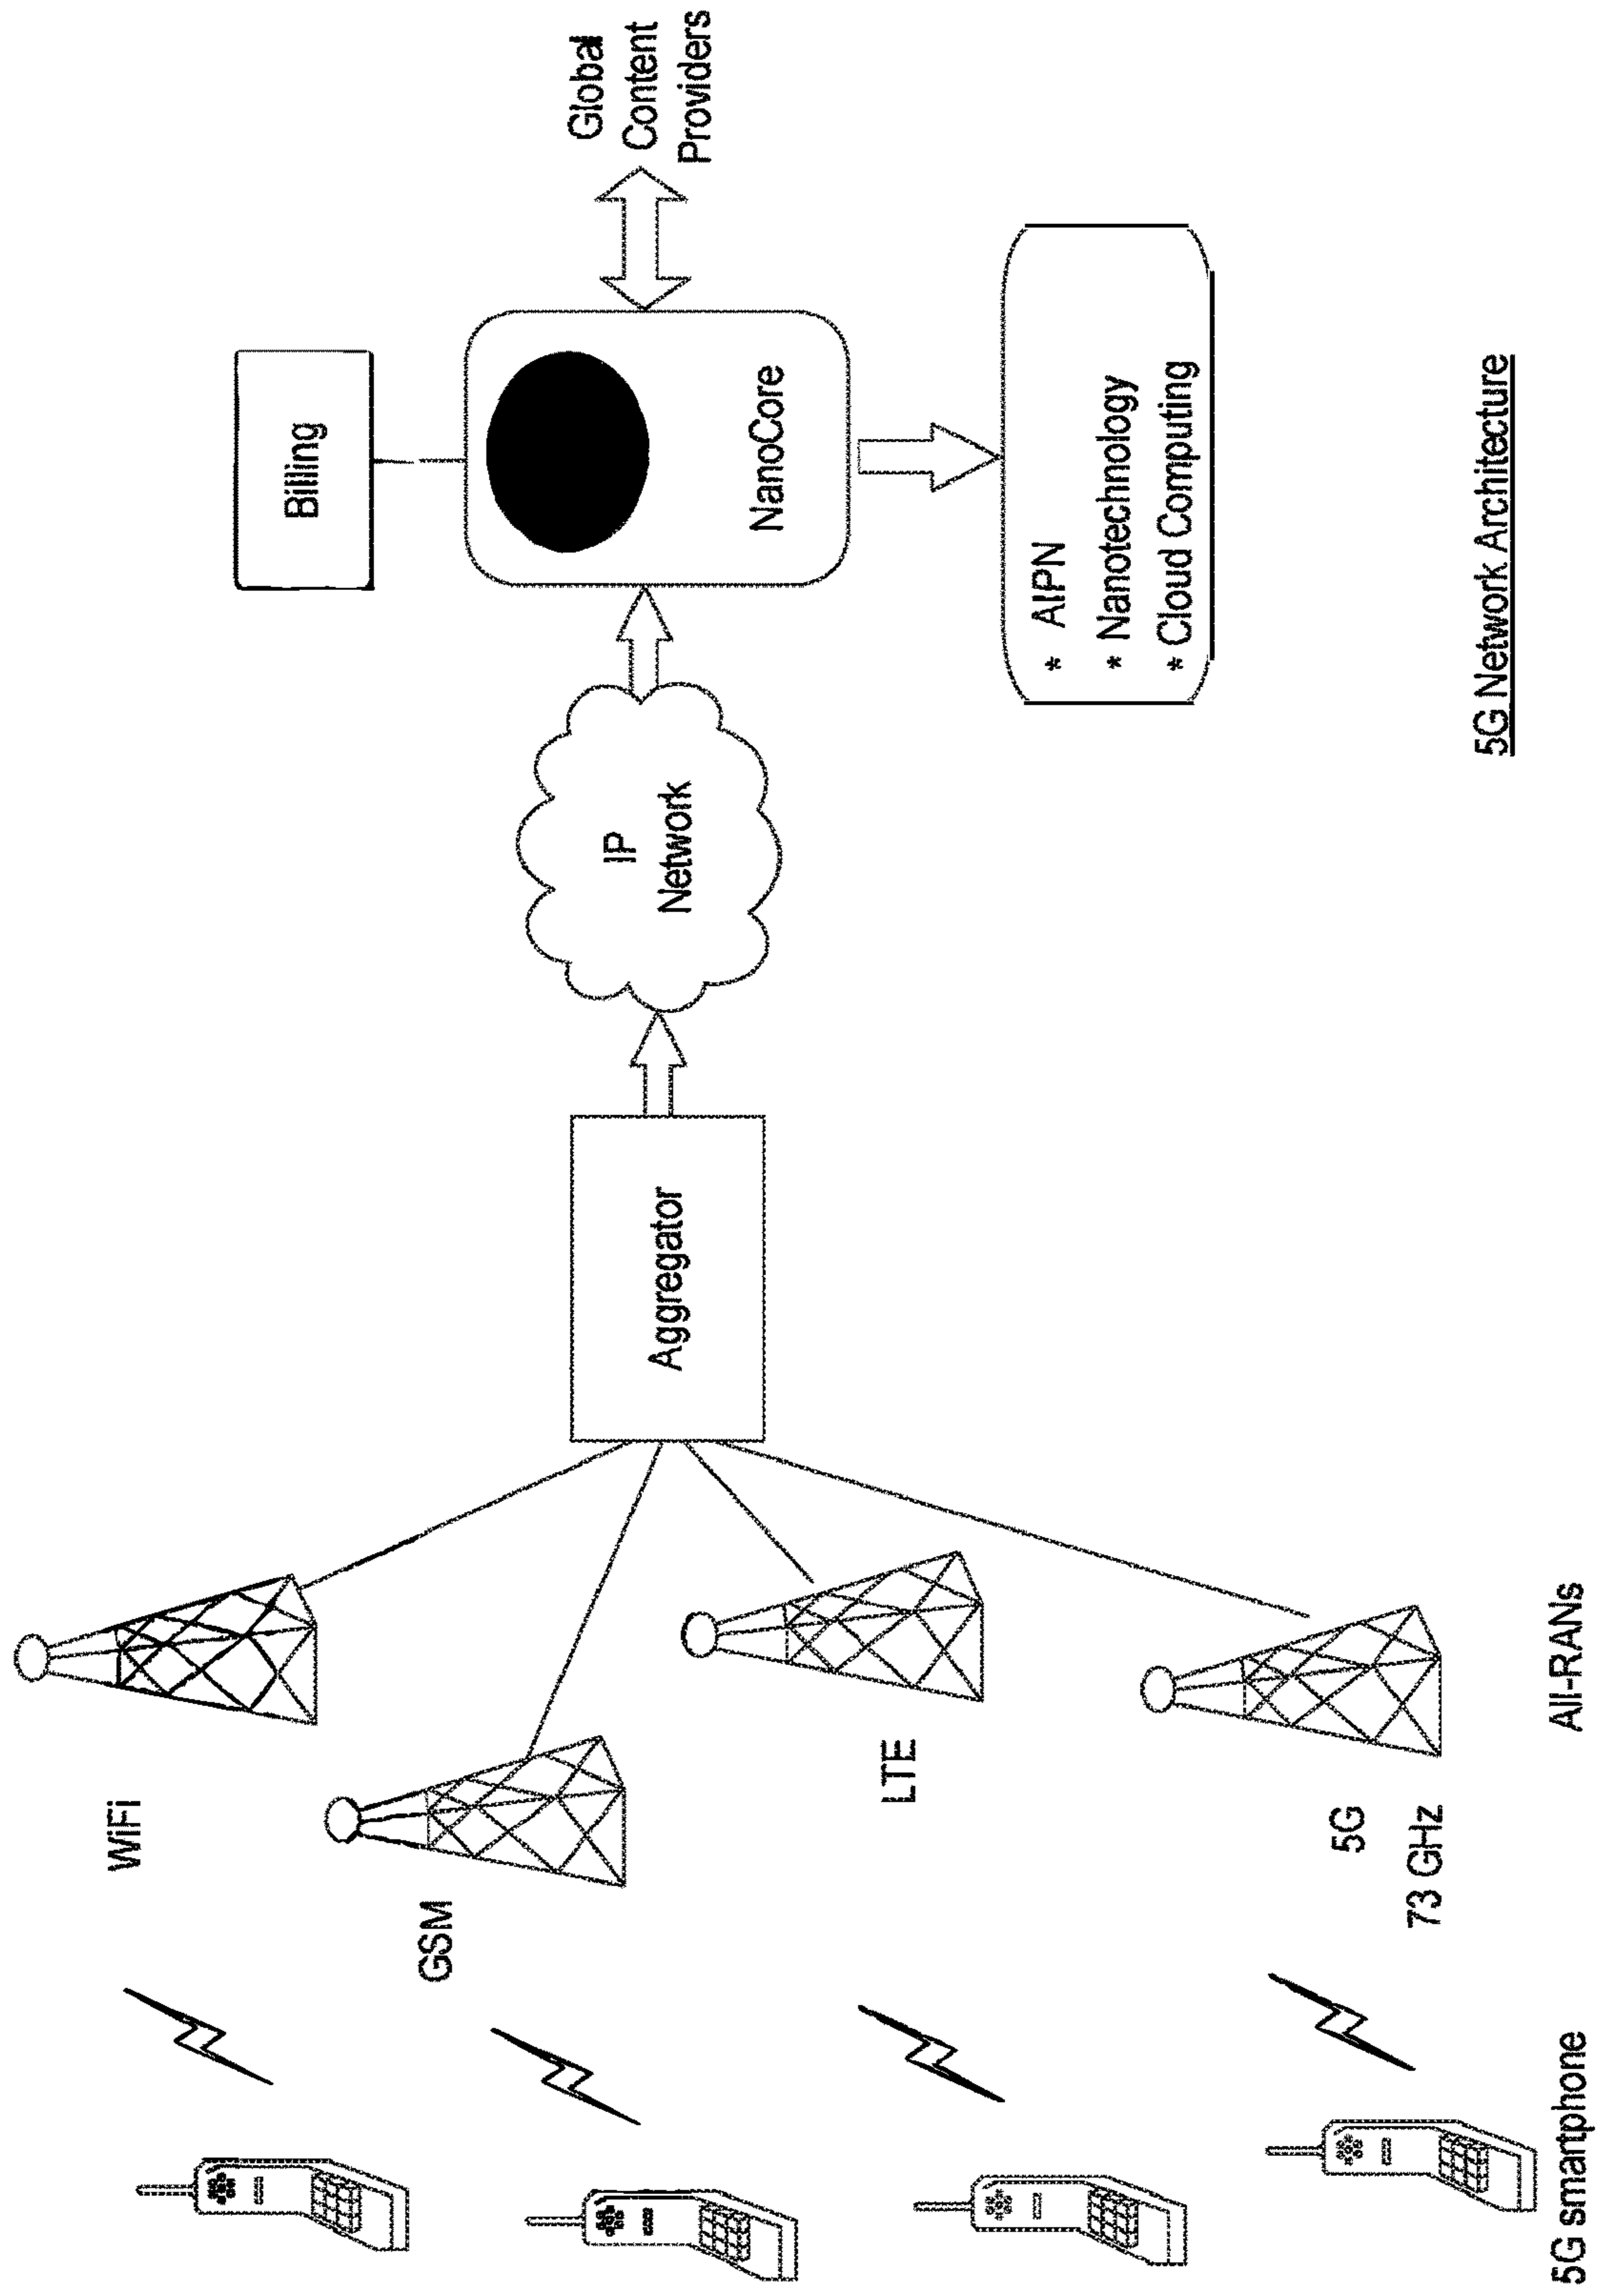 WiFi
GSM
LTE
5G
73 GHz
5G smartphone
All-RANs
Aggregator
IP
Network
Billing
NanoCore
Global
Content
Providers
* AIPN
* Nanotechnology
* Cloud Computing
5G Network Architecture